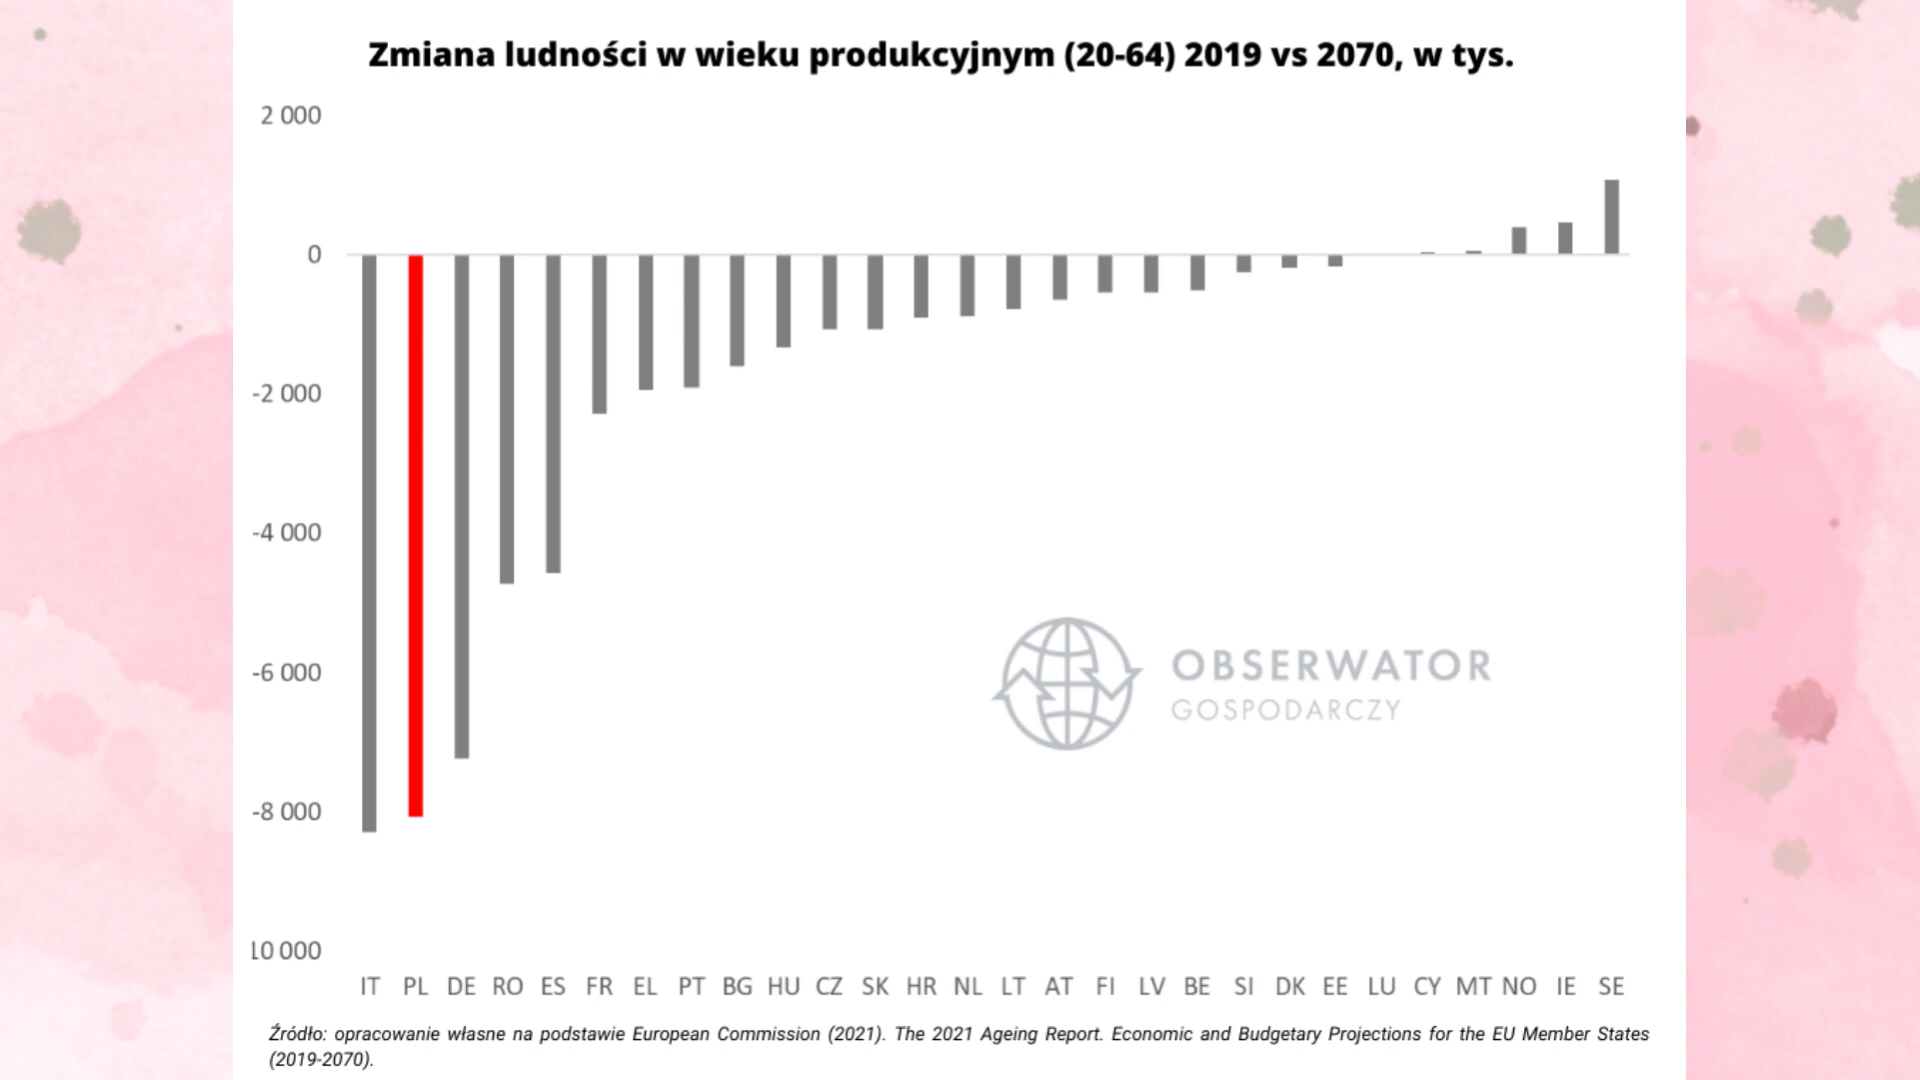 Zmiana ludności w wieku produkcyjnym (20-64) 2019 vs 2070, w tys.
2 000
0
-2 000
-4 000
-6 000
-8 000
10 000
OBSERWATOR
GOSPODARCZY
IT PL DE RO ES FR EL PT BG HU CZ SK HR NL LT AT FI LV BE SI DK EE LU CY MT NO IE SE
Źródło: opracowanie własne na podstawie European Commission (2021). The 2021 Ageing Report. Economic and Budgetary Projections for the EU Member States
(2019-2070).